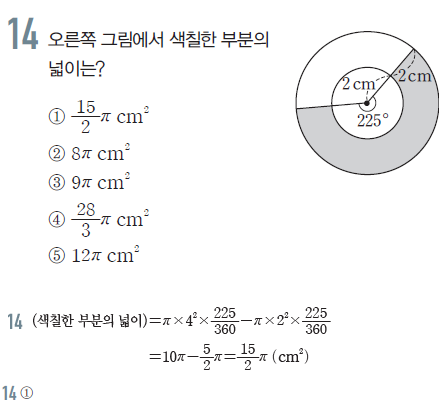 14 오른쪽 그림에서 색칠한 부분의
넓이는?
2 cm
2 cm
225°
① 15/2 π cm²
② 8π cm²
③ 9π cm²
④ 28/3 π cm²
⑤ 12π cm²
14 (색칠한 부분의 넓이)=π×4²×225/360−π×2²×225/360
=10π−5/2π=15/2π (cm²)
14 ①